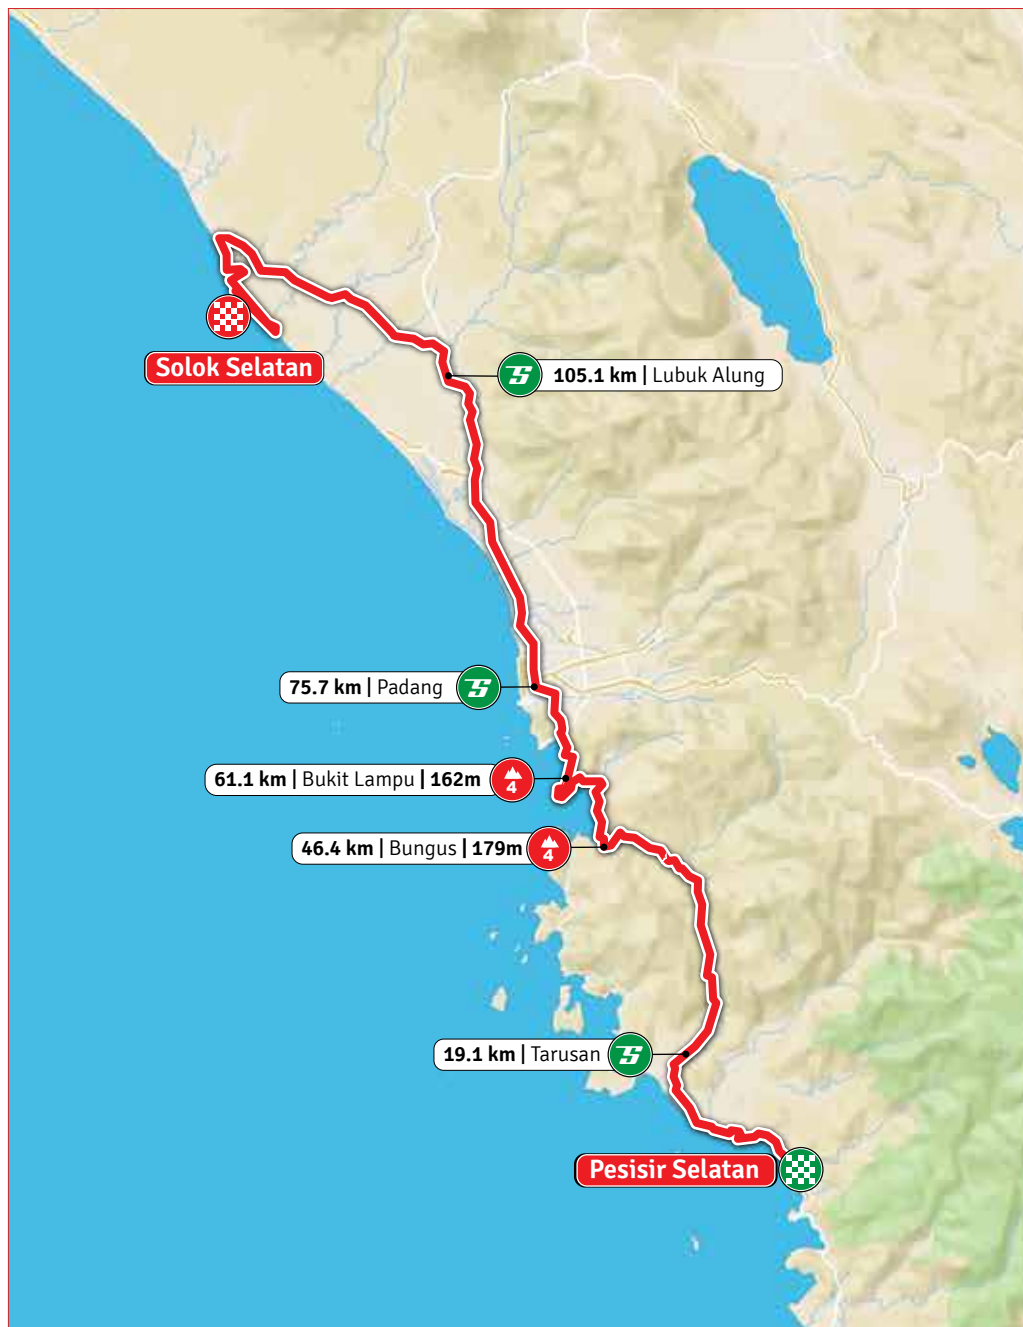 Solok Selatan
105.1 km | Lubuk Alung
75.7 km | Padang
61.1 km | Bukit Lampu | 162m
4
46.4 km | Bungus | 179m
4
19.1 km | Tarusan
Pesisir Selatan